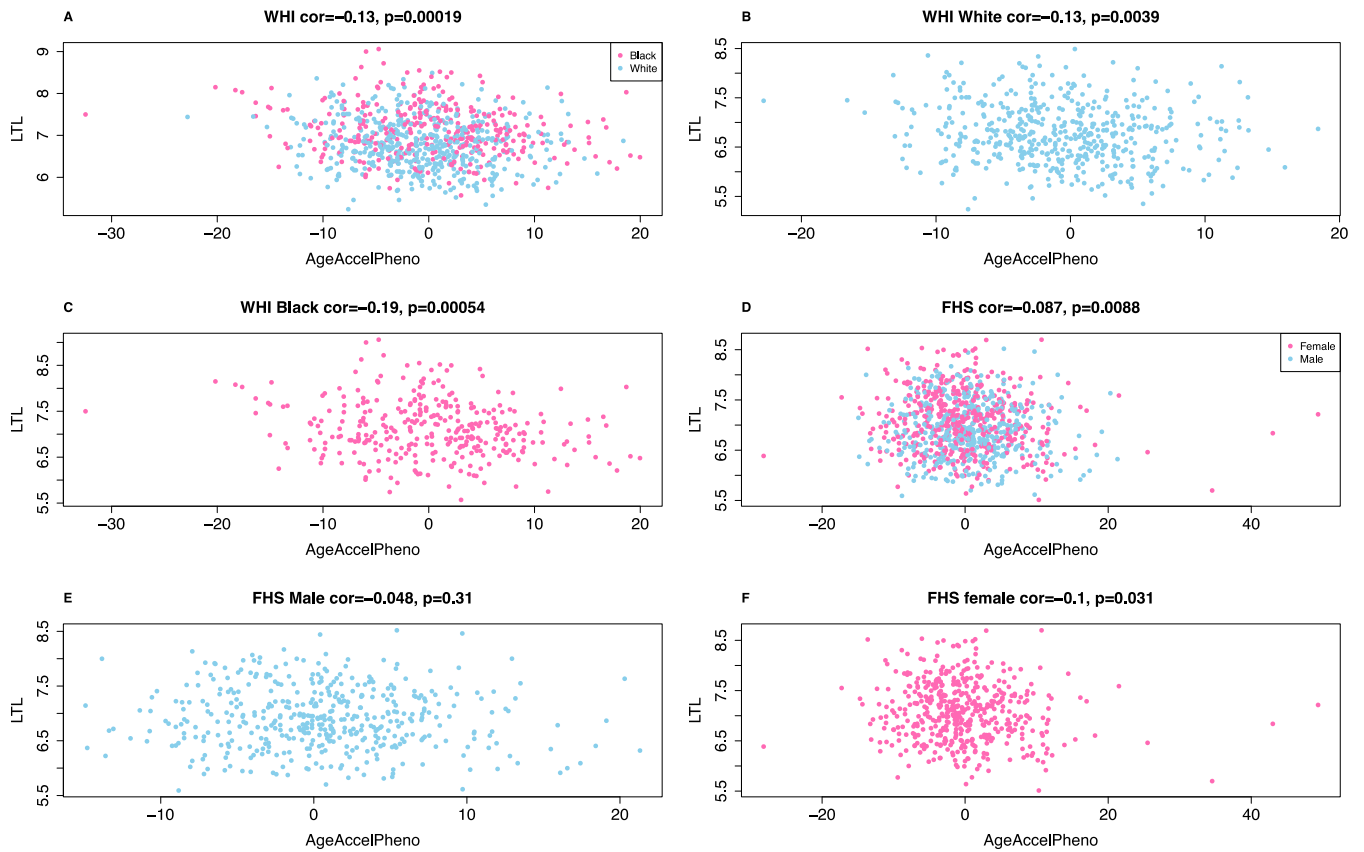 A
WHI cor=−0.13, p=0.00019
LTL
9
8
7
6
Black
White
−30
−20
−10
0
10
20
AgeAccelPheno
B
WHI White cor=−0.13, p=0.0039
LTL
8.5
7.5
6.5
5.5
−20
−10
0
10
20
AgeAccelPheno
C
WHI Black cor=−0.19, p=0.00054
LTL
8.5
7.5
6.5
5.5
−30
−20
−10
0
10
20
AgeAccelPheno
D
FHS cor=−0.087, p=0.0088
LTL
8.5
7.5
6.5
5.5
Female
Male
−20
0
20
40
AgeAccelPheno
E
FHS Male cor=−0.048, p=0.31
LTL
8.5
7.5
6.5
5.5
−10
0
10
20
AgeAccelPheno
F
FHS female cor=−0.1, p=0.031
LTL
8.5
7.5
6.5
5.5
−20
0
20
40
AgeAccelPheno